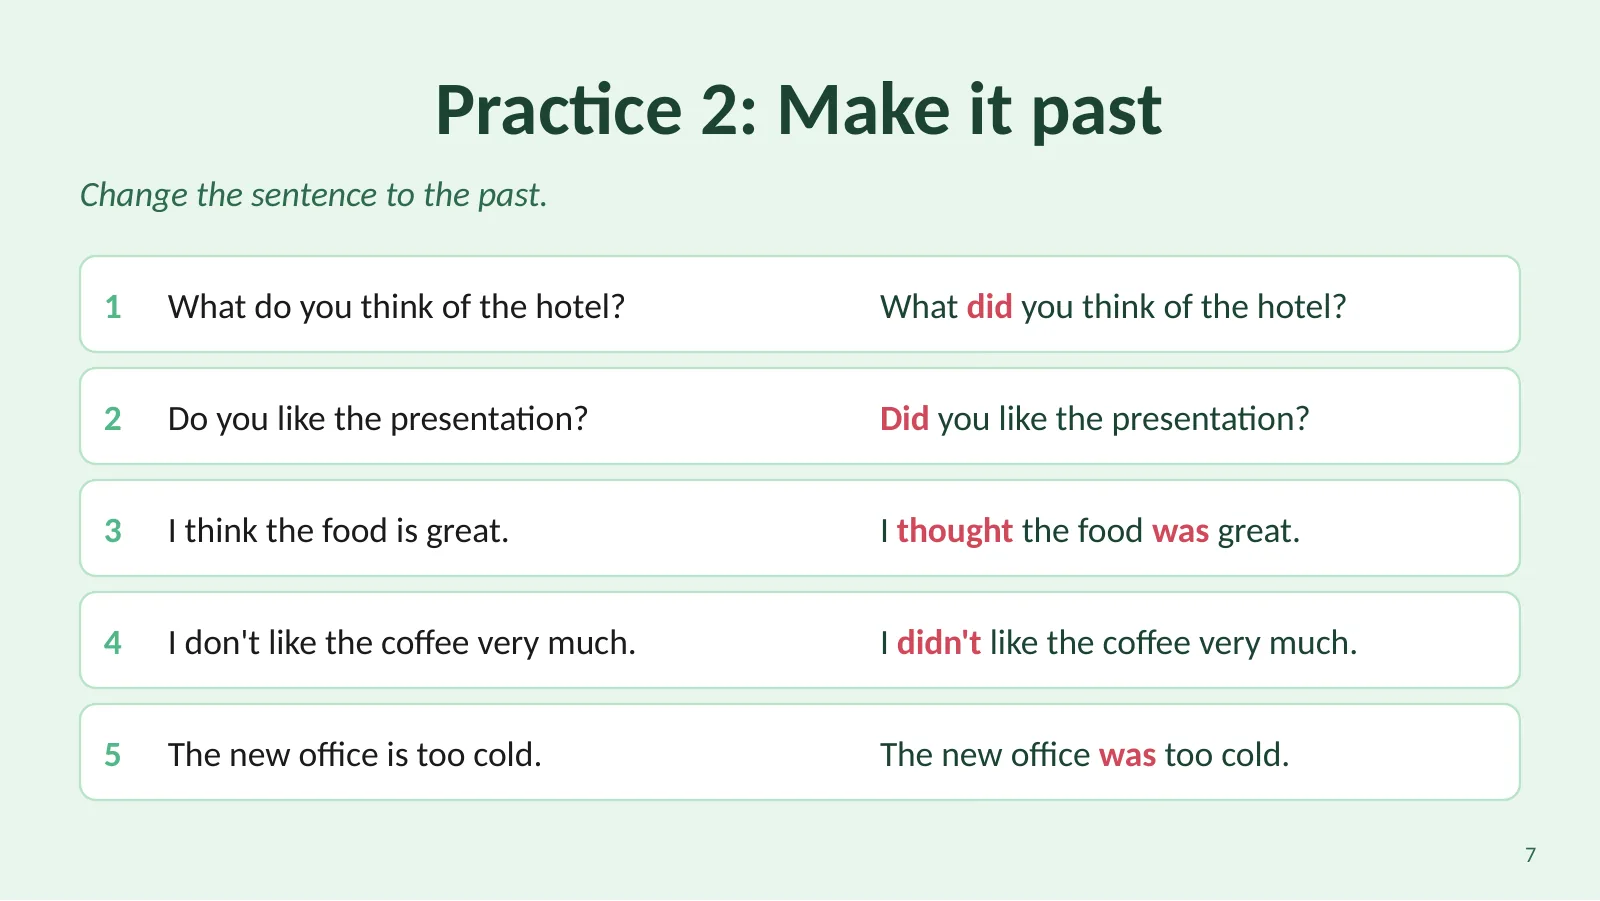 Practice 2: Make it past
Change the sentence to the past.
1 What do you think of the hotel? What did you think of the hotel?
2 Do you like the presentation? Did you like the presentation?
3 I think the food is great. I thought the food was great.
4 I don't like the coffee very much. I didn't like the coffee very much.
5 The new office is too cold. The new office was too cold.
7